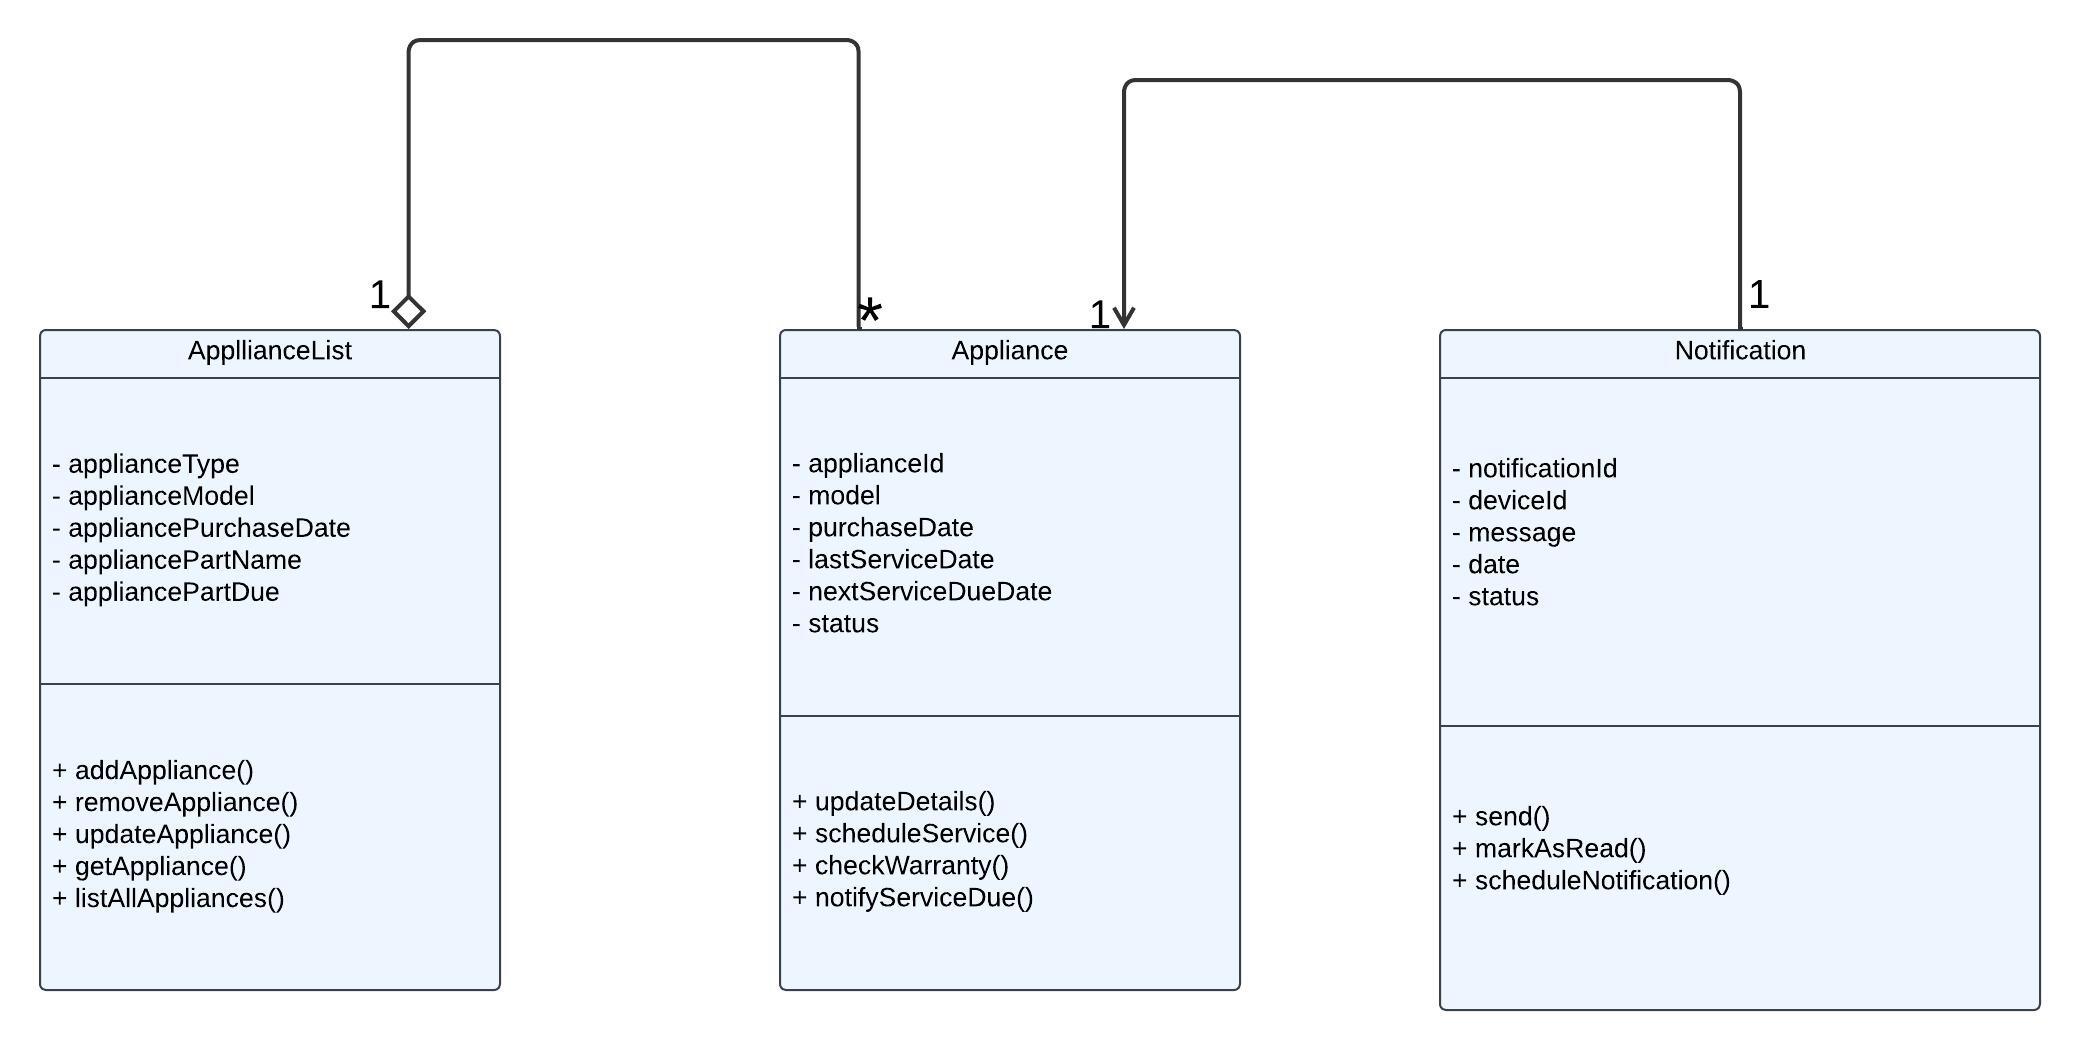 1
*
1
1
AppllianceList
- applianceType
- applianceModel
- appliancePurchaseDate
- appliancePartName
- appliancePartDue
+ addAppliance()
+ removeAppliance()
+ updateAppliance()
+ getAppliance()
+ listAllAppliances()
Appliance
- applianceId
- model
- purchaseDate
- lastServiceDate
- nextServiceDueDate
- status
+ updateDetails()
+ scheduleService()
+ checkWarranty()
+ notifyServiceDue()
Notification
- notificationId
- deviceId
- message
- date
- status
+ send()
+ markAsRead()
+ scheduleNotification()